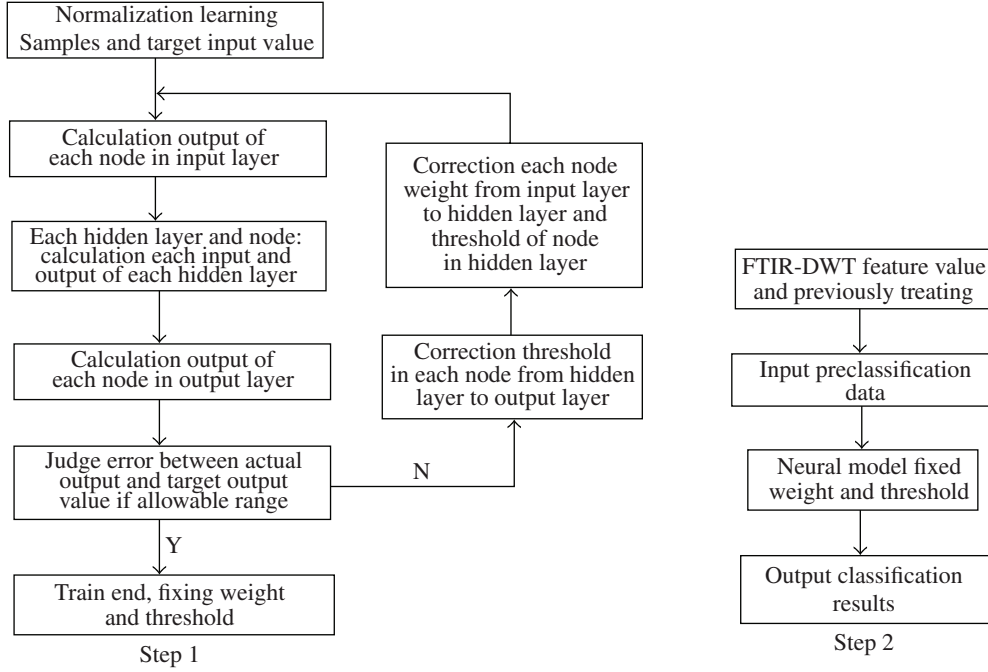 Normalization learning
Samples and target input value
Calculation output of
each node in input layer
Each hidden layer and node:
calculation each input and
output of each hidden layer
Calculation output of
each node in output layer
Judge error between actual
output and target output
value if allowable range
N
Y
Train end, fixing weight
and threshold
Step 1
Correction each node
weight from input layer
to hidden layer and
threshold of node
in hidden layer
Correction threshold
in each node from hidden
layer to output layer
FTIR-DWT feature value
and previously treating
Input preclassification
data
Neural model fixed
weight and threshold
Output classification
results
Step 2